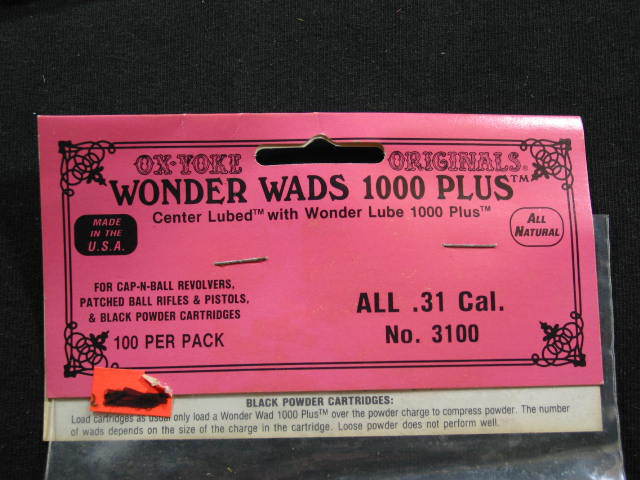 OX-YOKE ORIGINALS®
WONDER WADS 1000 PLUS™
Center Lubed™ with Wonder Lube 1000 Plus™
MADE
IN THE
U.S.A.
ALL
NATURAL
FOR CAP-N-BALL REVOLVERS,
PATCHED BALL RIFLES & PISTOLS,
& BLACK POWDER CARTRIDGES
100 PER PACK
ALL .31 Cal.
No. 3100
BLACK POWDER CARTRIDGES:
Load cartridges as usual only load a Wonder Wad 1000 Plus™ over the powder charge to compress powder. The number
of wads depends on the size of the charge in the cartridge. Loose powder does not perform well.